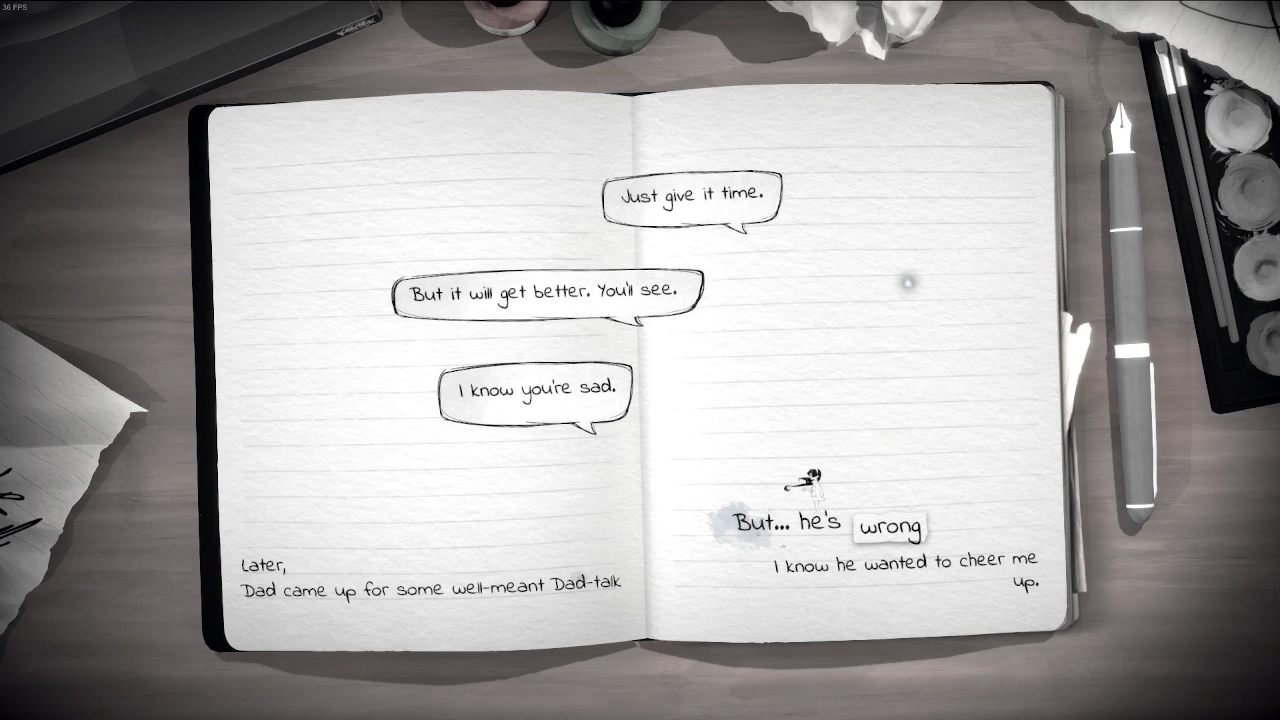 36 FPS
Just give it time.
But it will get better. You'll see.
I know you're sad.
But... he's wrong
Later,
Dad came up for some well-meant Dad-talk
I know he wanted to cheer me
up.